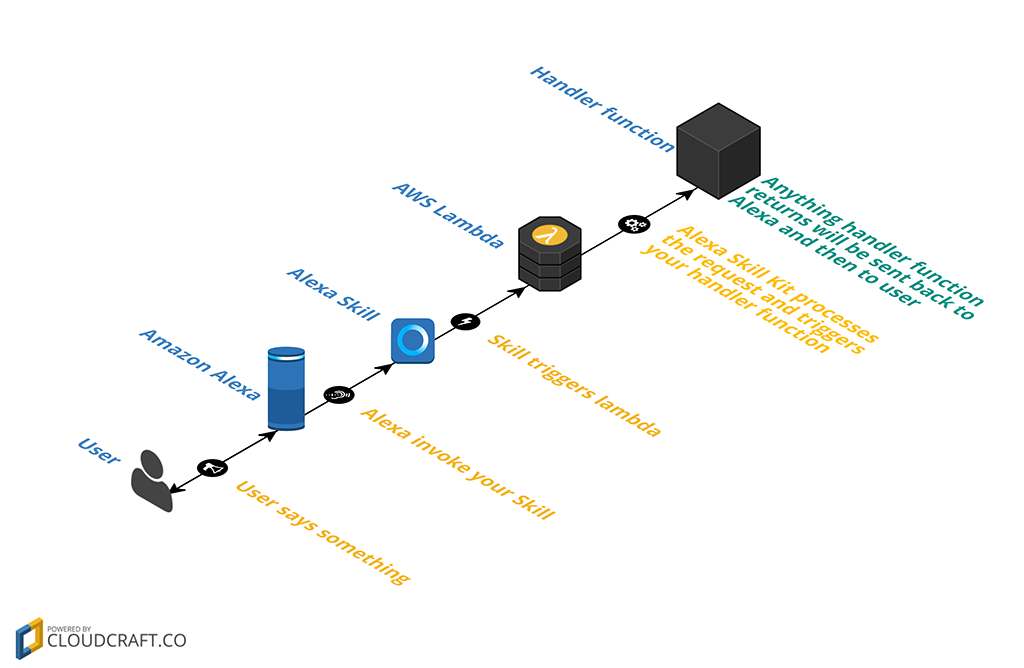 Handler function
Anything handler function
returns will be sent back to
Alexa and then to user
AWS Lambda
Alexa Skill Kit processes
the request and triggers
your handler function
Alexa Skill
Skill triggers lambda
Amazon Alexa
Alexa invoke your Skill
User
User says something
POWERED BY
CLOUDCRAFT.CO